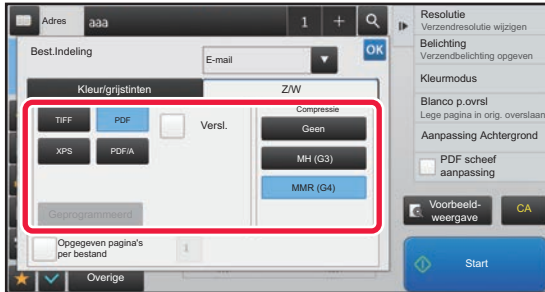 Adres
aaa
1
+
Best.Indeling
E-mail
OK
Kleur/grijstinten
Z/W
TIFF
PDF
Versl.
XPS
PDF/A
Compressie
Geen
MH (G3)
MMR (G4)
Geprogrammeerd
Opgegeven pagina's
per bestand
1
Overige
Resolutie
Verzendresolutie wijzigen
Belichting
Verzendbelichting opgeven
Kleurmodus
Blanco p.ovrsl
Lege pagina in orig. overslaan
Aanpassing Achtergrond
PDF scheef
aanpassing
Voorbeeld-
weergave
CA
Start